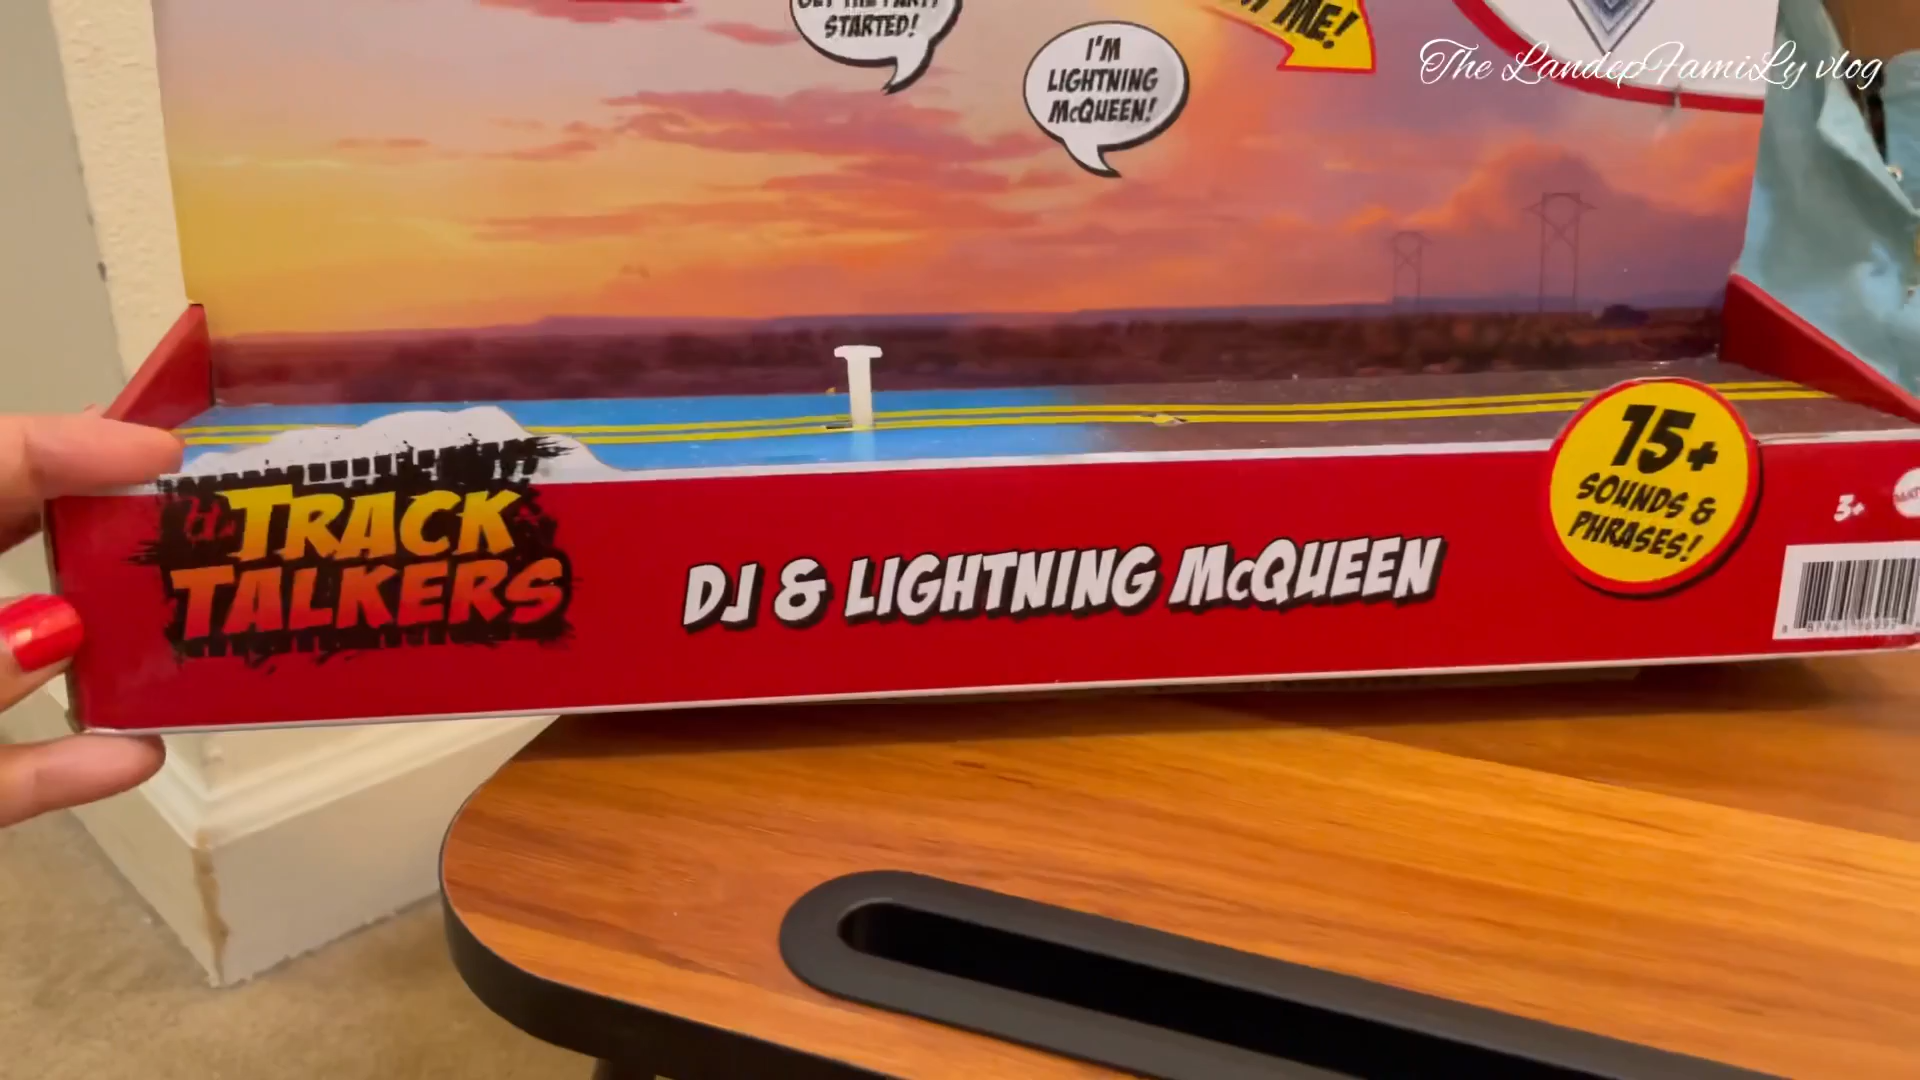 STARTED!
I'M
LIGHTNING
McQUEEN!
ME!
The LandepFamiLy vlog
TRACK
TALKERS
DJ & LIGHTNING McQUEEN
15+
SOUNDS &
PHRASES!
3+